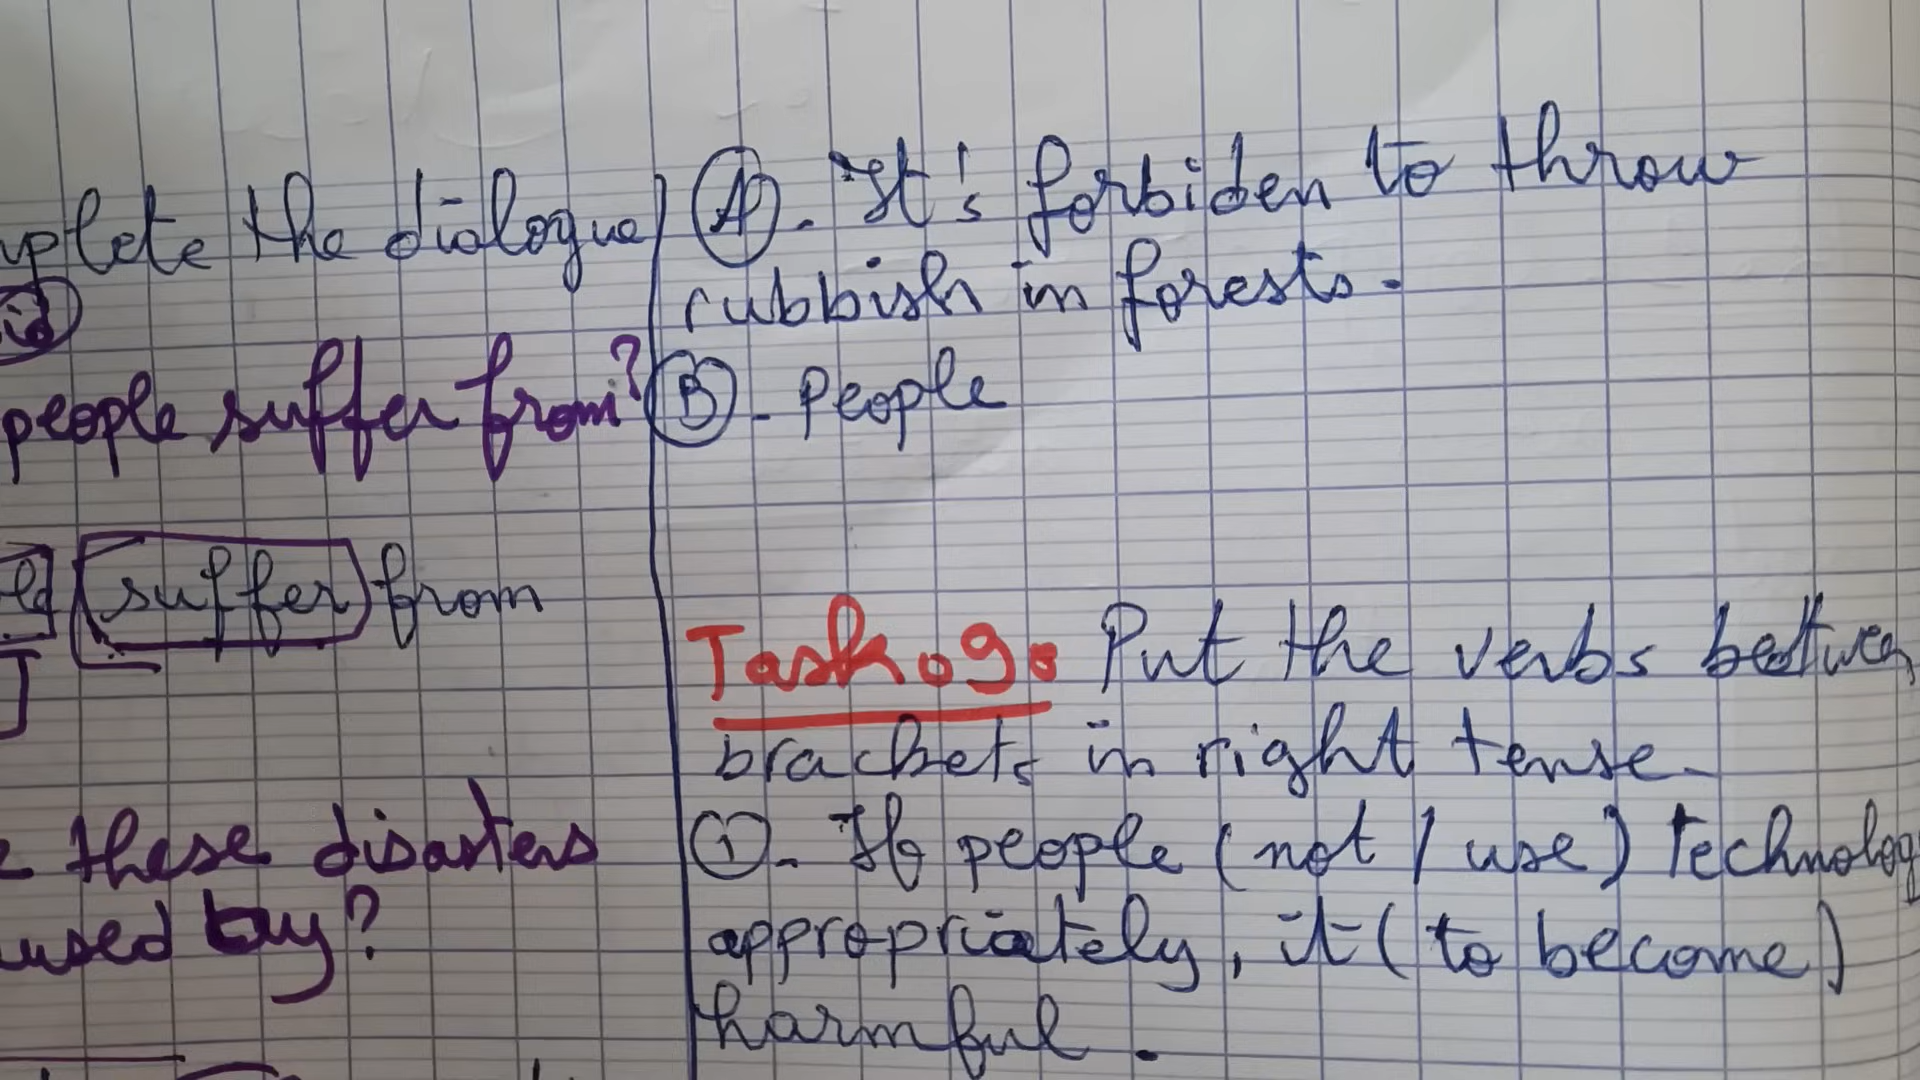 the dialogue
people suffer from?
suffer from
these disasters
used by?
A. It's forbiden to throw
rubbish in forests.
B - People
Task 09: Put the verbs between
brackets in right tense.
1. If people (not / use) technology
appropriately, it (to become)
harmful.